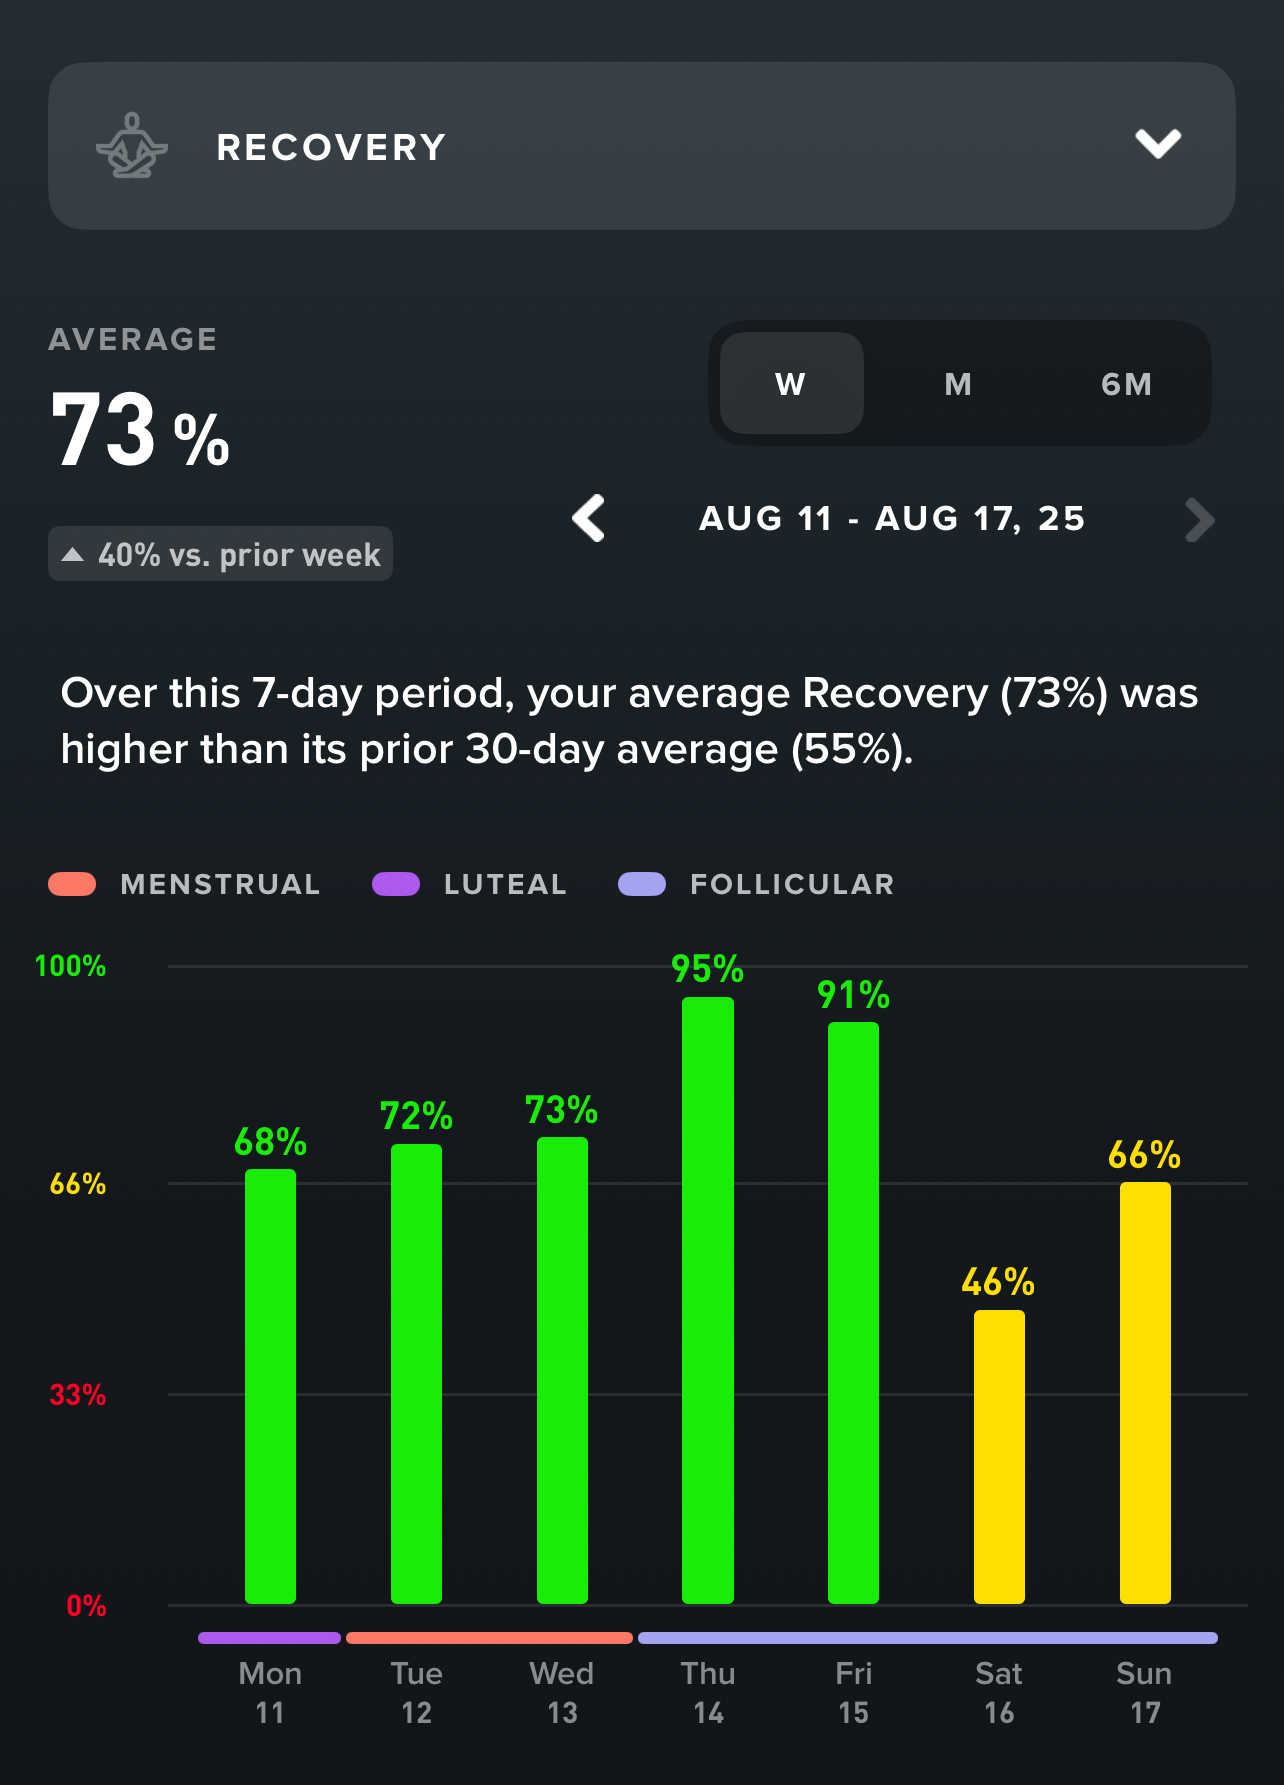 RECOVERY
AVERAGE
73 %
40% vs. prior week
W M 6M
AUG 11 - AUG 17, 25
Over this 7-day period, your average Recovery (73%) was
higher than its prior 30-day average (55%).
MENSTRUAL LUTEAL FOLLICULAR
100%
66%
33%
0%
68%
72%
73%
95%
91%
46%
66%
Mon Tue Wed Thu Fri Sat Sun
11 12 13 14 15 16 17